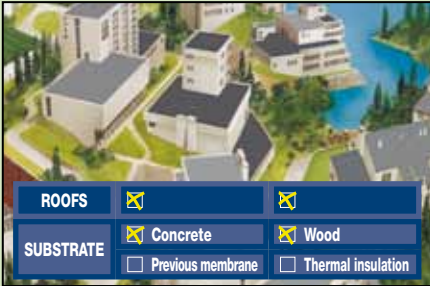 ROOFS
SUBSTRATE
Concrete
Wood
Previous membrane
Thermal insulation